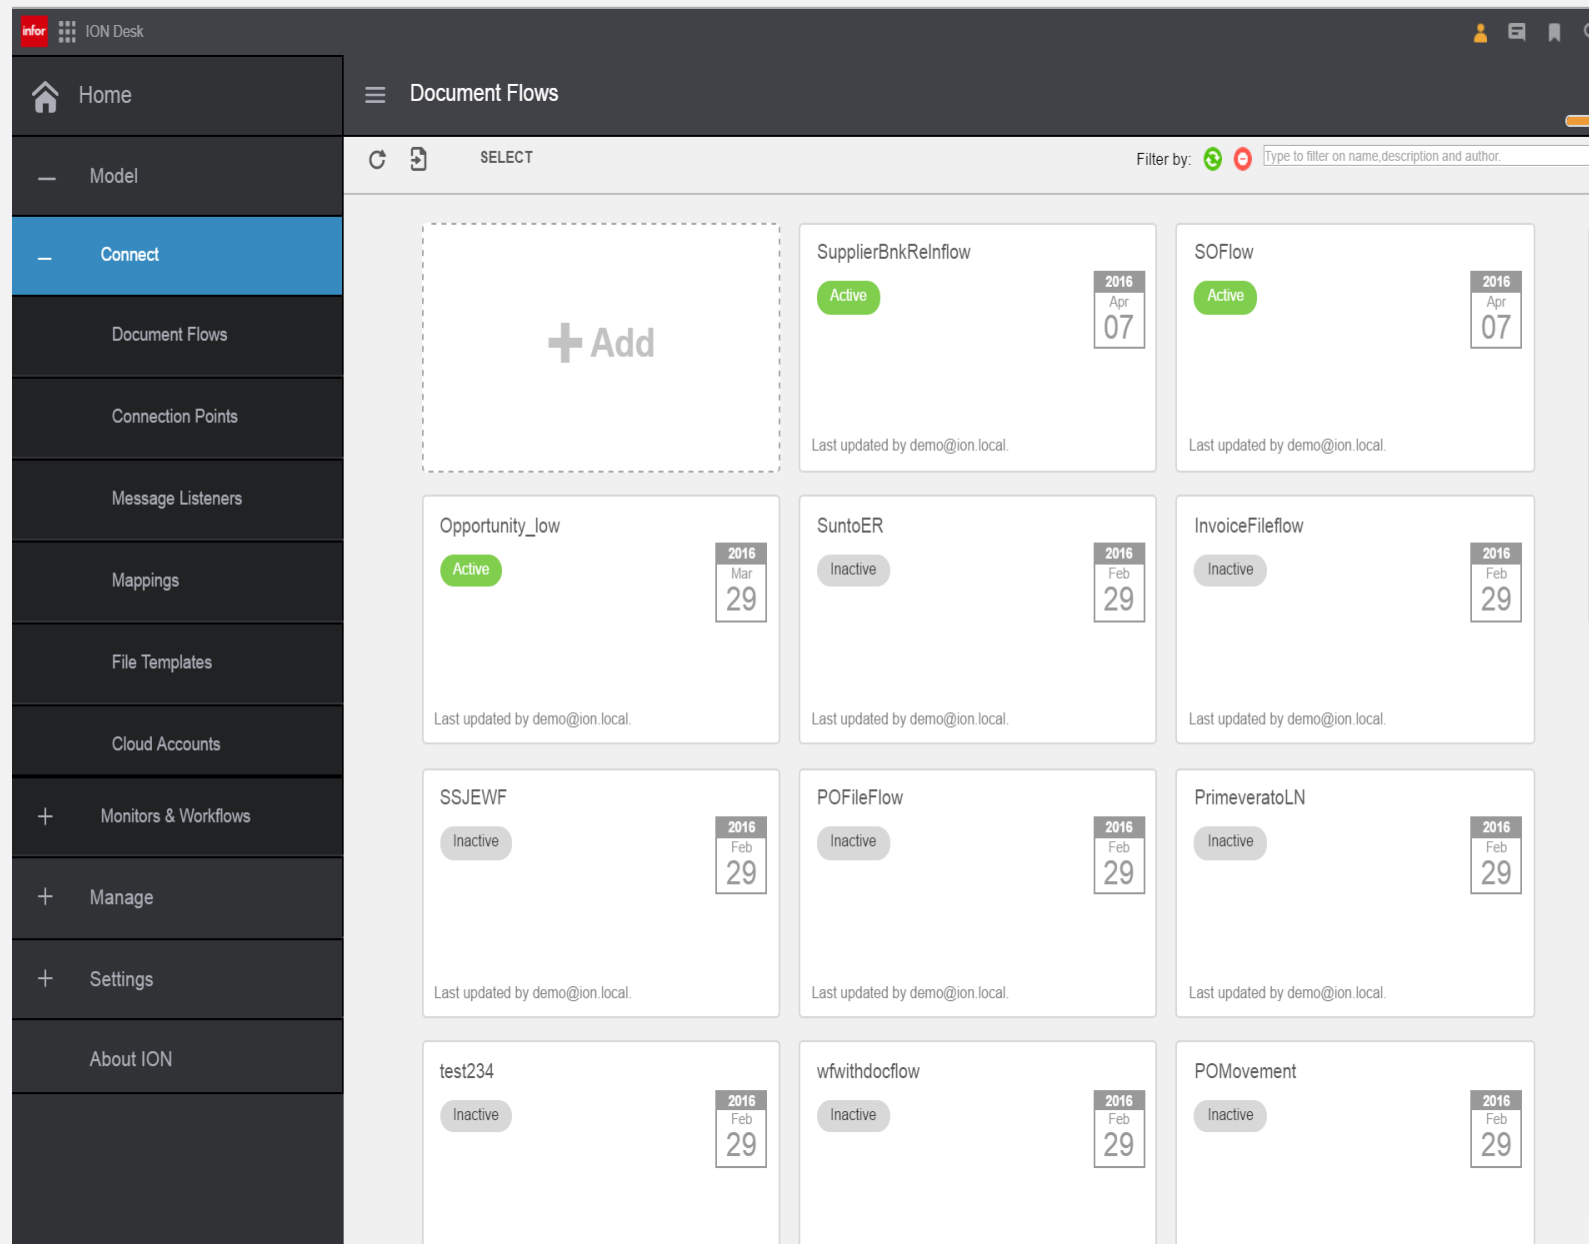 infor ION Desk
Home
Document Flows
Model
SELECT
Filter by: Type to filter on name,description and author.
Connect
Document Flows
Connection Points
Message Listeners
Mappings
File Templates
Cloud Accounts
Monitors & Workflows
Manage
Settings
About ION
Add
SupplierBnkRelnflow
Active
2016
Apr
07
Last updated by demo@ion.local.
SOFlow
Active
2016
Apr
07
Last updated by demo@ion.local.
Opportunity_low
Active
2016
Mar
29
Last updated by demo@ion.local.
SuntoER
Inactive
2016
Feb
29
Last updated by demo@ion.local.
InvoiceFileflow
Inactive
2016
Feb
29
Last updated by demo@ion.local.
SSJEWF
Inactive
2016
Feb
29
Last updated by demo@ion.local.
POFileFlow
Inactive
2016
Feb
29
Last updated by demo@ion.local.
PrimeveratoLN
Inactive
2016
Feb
29
Last updated by demo@ion.local.
test234
Inactive
2016
Feb
29
wfwithdocflow
Inactive
2016
Feb
29
POMovement
Inactive
2016
Feb
29